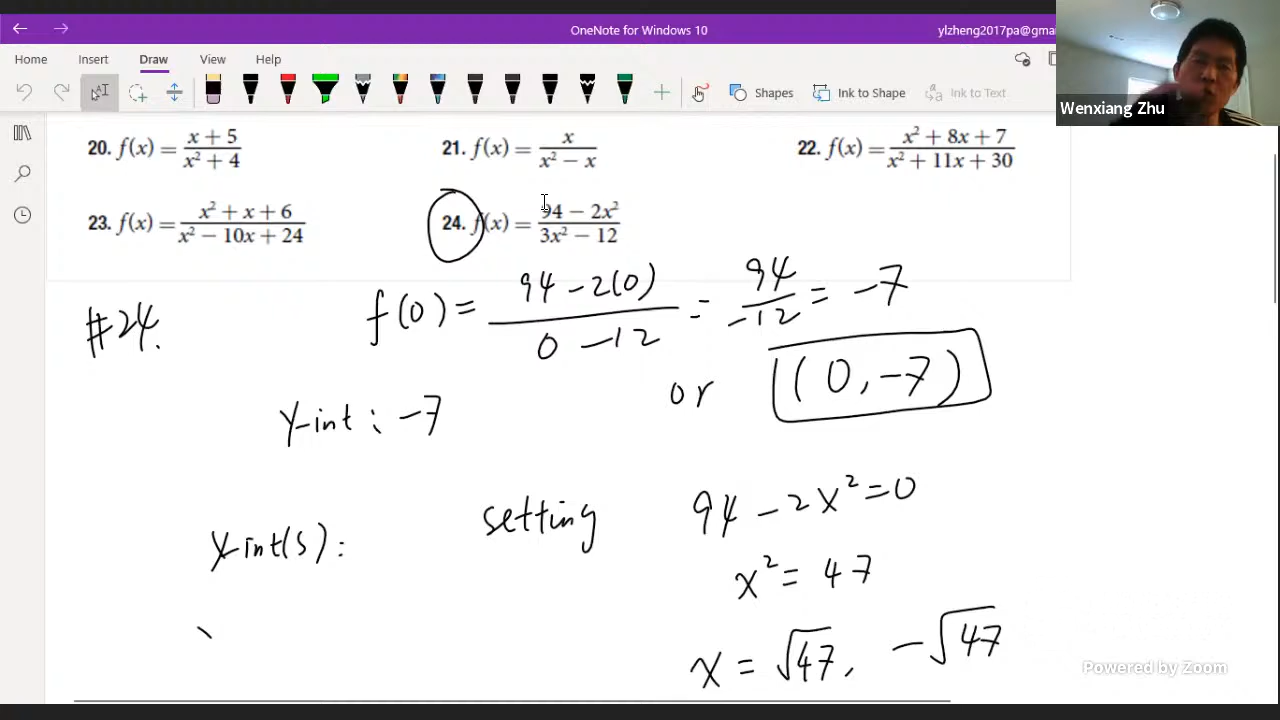 OneNote for Windows 10
ylzheng2017pa@gma
Home Insert Draw View Help
Shapes Ink to Shape Ink to Text
Wenxiang Zhu
20. f(x) = (x + 5)/(x² + 4)
21. f(x) = x/(x² − x)
22. f(x) = (x² + 8x + 7)/(x² + 11x + 30)
23. f(x) = (x² + x + 6)/(x² − 10x + 24)
24. f(x) = (94 − 2x²)/(3x² − 12)
#24. f(0) = (94 − 2(0))/(0 − 12) = 94/−12 = −7
y-int: −7 or (0, −7)
x-int(s): setting 94 − 2x² = 0
x² = 47
x = √47, −√47
Powered by Zoom